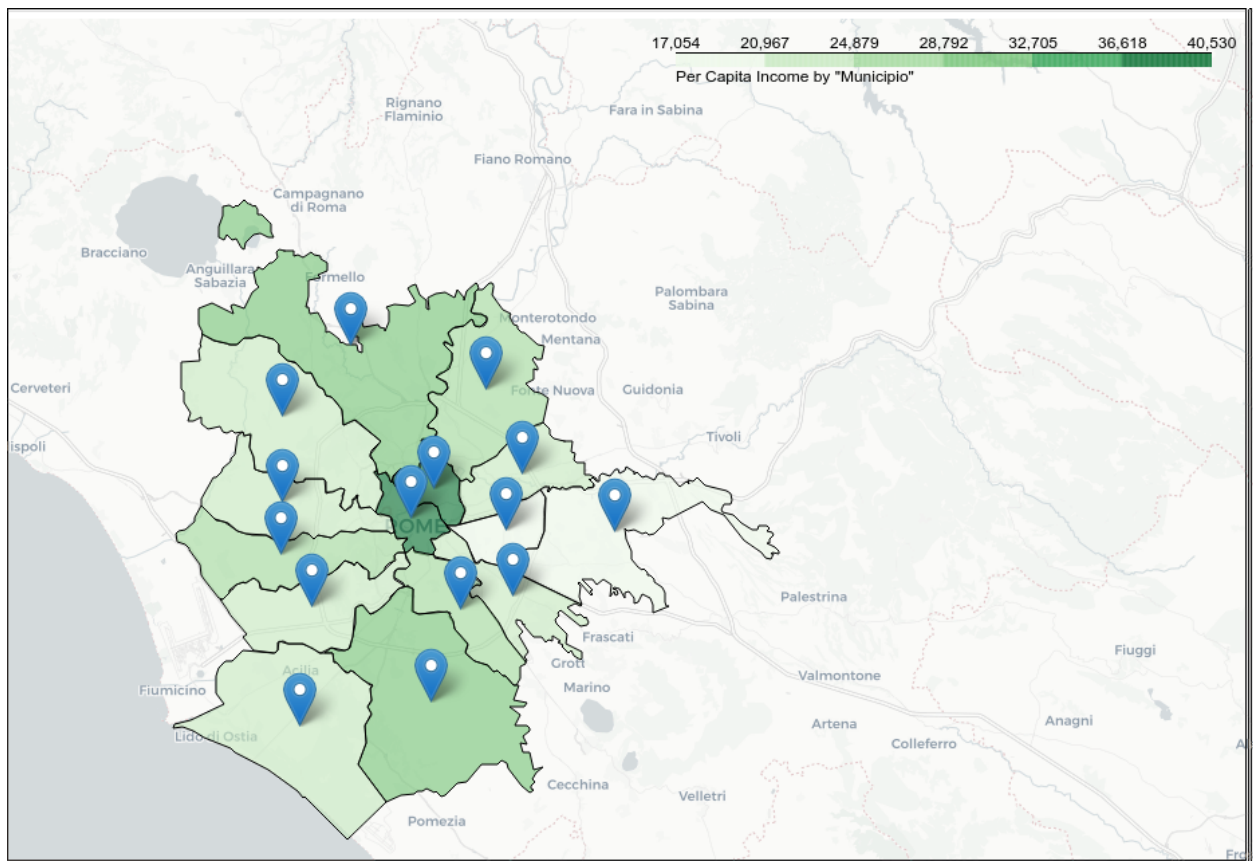 17,054 20,967 24,879 28,792 32,705 36,618 40,530
Per Capita Income by "Municipio"
Rignano
Flaminio
Fara in Sabina
Fiano Romano
Campagnano
di Roma
Bracciano
Anguillara
Sabazia
Formello
Palombara
Sabina
Monterotondo
Mentana
Cerveteri
Fonte Nuova
Guidonia
Tivoli
ispoli
ROME
Palestrina
Frascati
Fiuggi
Grott
Acilia
Valmontone
Fiumicino
Marino
Artena
Anagni
Lido di Ostia
Colleferro
A
Cecchina
Velletri
Pomezia
Fro